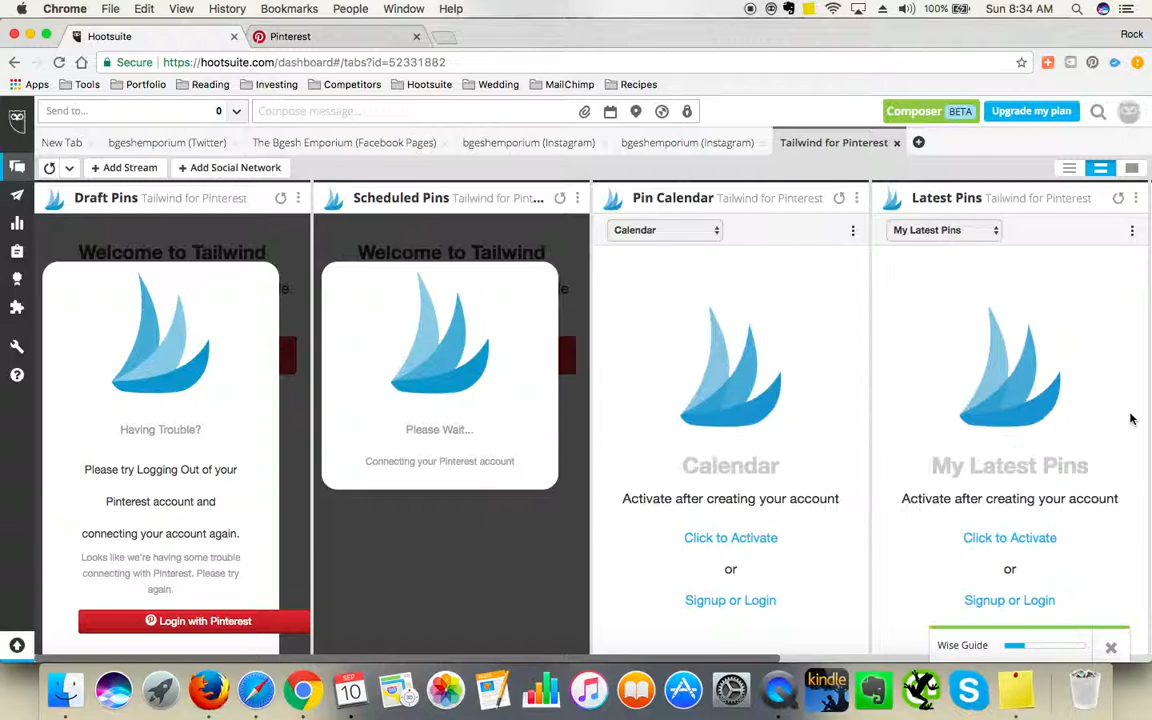 Chrome File Edit View History Bookmarks People Window Help 100% Sun 8:34 AM
Hootsuite Pinterest Rock
Secure https://hootsuite.com/dashboard#/tabs?id=52331882
Apps Tools Portfolio Reading Investing Competitors Hootsuite Wedding MailChimp Recipes
Send to... 0 Compose message... Composer BETA Upgrade my plan
New Tab bgeshemporium (Twitter) The Bgesh Emporium (Facebook Pages) bgeshemporium (Instagram) bgeshemporium (Instagram) Tailwind for Pinterest
+ Add Stream + Add Social Network
Draft Pins Tailwind for Pinterest
Welcome to Tailwind
Having Trouble?
Please try Logging Out of your
Pinterest account and
connecting your account again.
Looks like we're having some trouble
connecting with Pinterest. Please try
again.
Login with Pinterest
Scheduled Pins Tailwind for Pint...
Welcome to Tailwind
Please Wait...
Connecting your Pinterest account
Pin Calendar Tailwind for Pinterest
Calendar
Calendar
Activate after creating your account
Click to Activate
or
Signup or Login
Latest Pins Tailwind for Pinterest
My Latest Pins
My Latest Pins
Activate after creating your account
Click to Activate
or
Signup or Login
Wise Guide
SEP
10
kindle